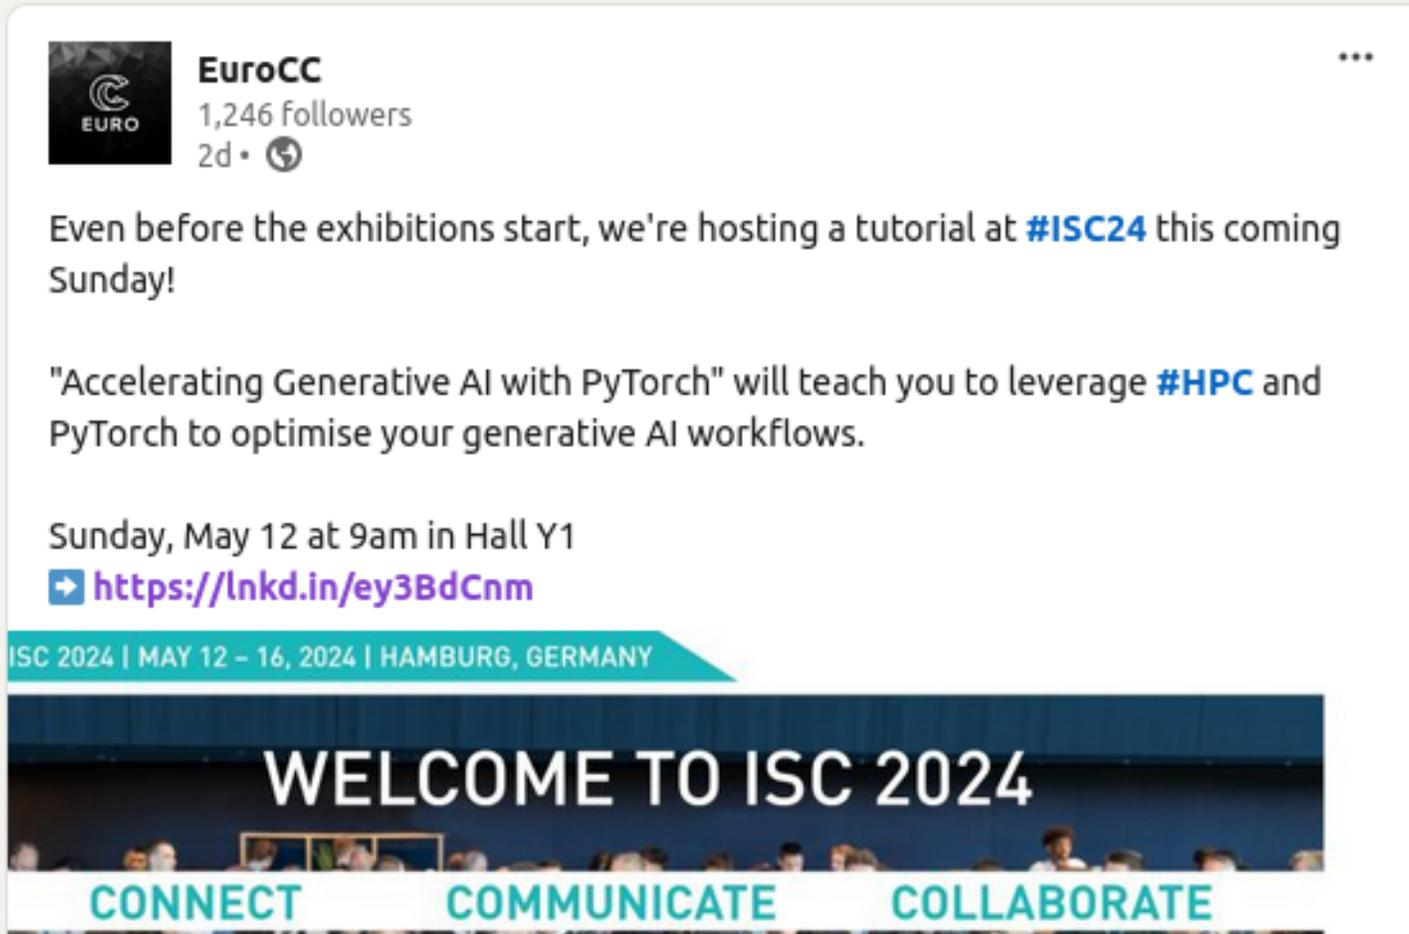 EURO
EuroCC
1,246 followers
2d •
Even before the exhibitions start, we're hosting a tutorial at #ISC24 this coming
Sunday!
"Accelerating Generative AI with PyTorch" will teach you to leverage #HPC and
PyTorch to optimise your generative AI workflows.
Sunday, May 12 at 9am in Hall Y1
➡ https://lnkd.in/ey3BdCnm
ISC 2024 | MAY 12 – 16, 2024 | HAMBURG, GERMANY
WELCOME TO ISC 2024
CONNECT COMMUNICATE COLLABORATE